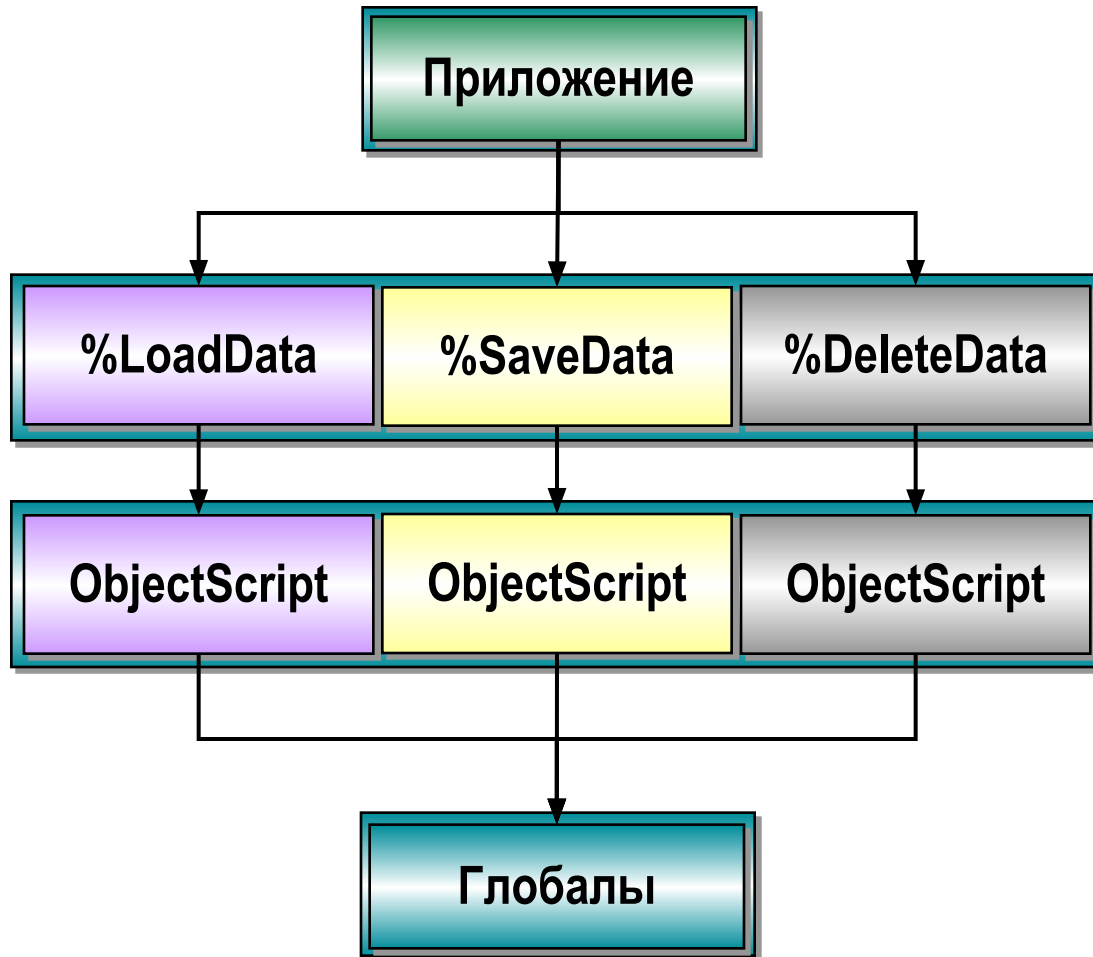 Приложение
%LoadData
%SaveData
%DeleteData
ObjectScript
ObjectScript
ObjectScript
Глобалы